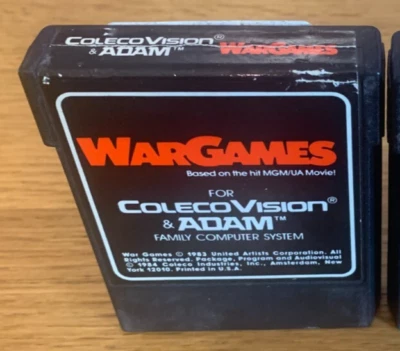 COLECOVISION®
& ADAM™ WARGAMES
WARGAMES
Based on the hit MGM/UA Movie!
FOR
COLECOVISION®
& ADAM™
FAMILY COMPUTER SYSTEM
War Games © 1983 United Artists Corporation. All
Rights Reserved. Package, Program and Audiovisual
© 1984 Coleco Industries, Inc., Amsterdam, New
York 12010. Printed in U.S.A.